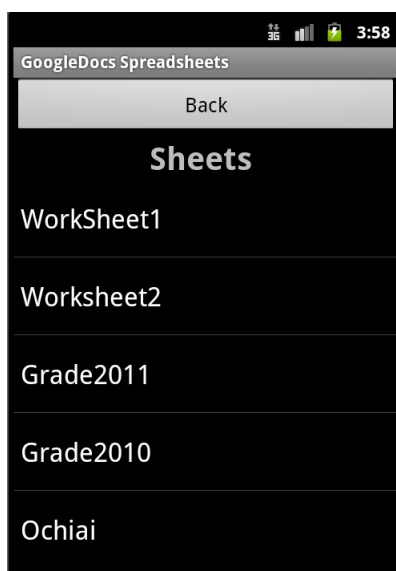 3G 3:58
GoogleDocs Spreadsheets
Back
Sheets
WorkSheet1
Worksheet2
Grade2011
Grade2010
Ochiai